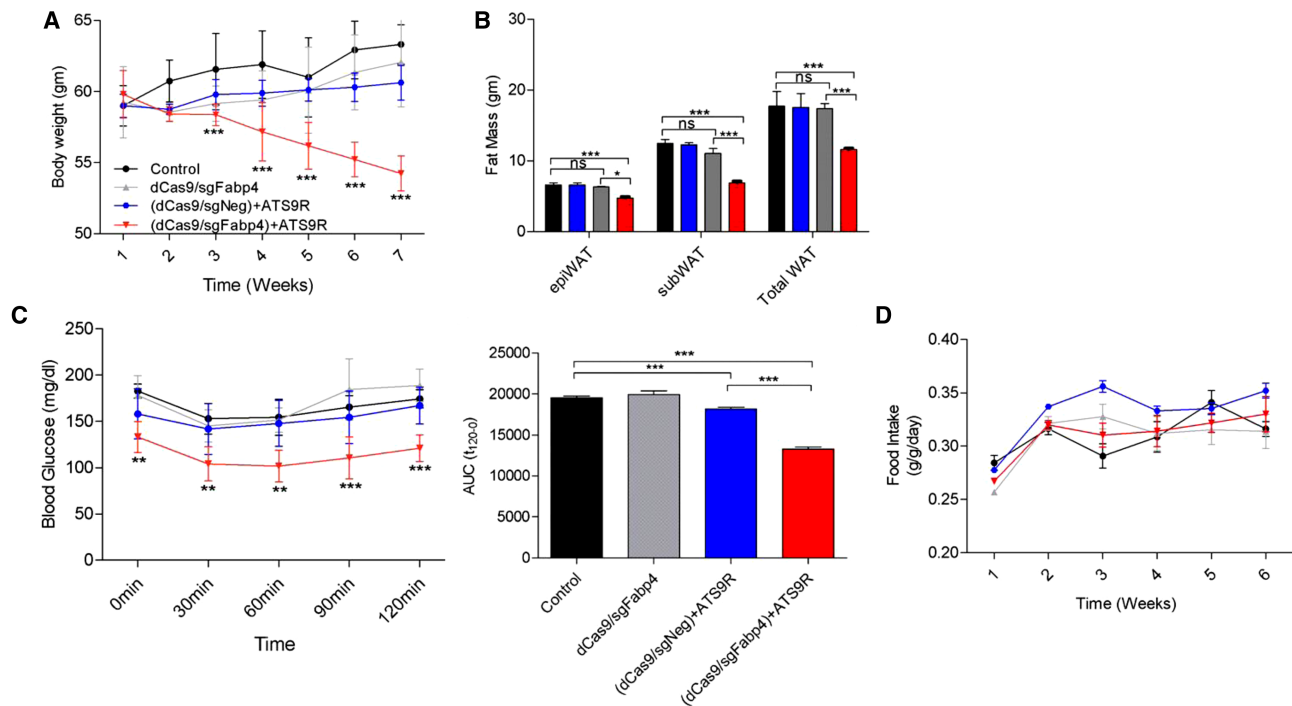 A
65
60
55
50
Body weight (gm)
***
***
***
***
***
Control
dCas9/sgFabp4
(dCas9/sgNeg)+ATS9R
(dCas9/sgFabp4)+ATS9R
1 2 3 4 5 6 7
Time (Weeks)
B
30
20
10
0
Fat Mass (gm)
***
ns
*
***
ns
***
***
ns
***
epiWAT
subWAT
Total WAT
C
250
200
150
100
50
0
Blood Glucose (mg/dl)
**
**
**
***
***
0min 30min 60min 90min 120min
Time
25000
20000
15000
10000
5000
0
AUC (t120-0)
***
***
***
Control
dCas9/sgFabp4
(dCas9/sgNeg)+ATS9R
(dCas9/sgFabp4)+ATS9R
D
0.40
0.35
0.30
0.25
0.20
Food Intake
(g/g/day)
1 2 3 4 5 6
Time (Weeks)